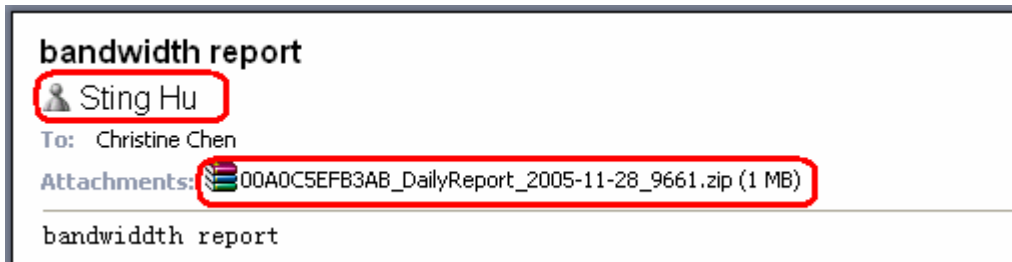 bandwidth report
Sting Hu
To: Christine Chen
Attachments: 00A0C5EFB3AB_DailyReport_2005-11-28_9661.zip (1 MB)
bandwiddth report